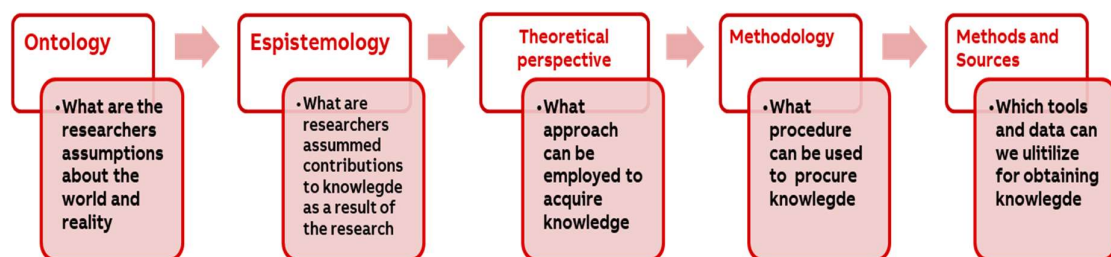 Ontology
•What are the
researchers
assumptions
about the
world and
reality
Espistemology
•What are
researchers
assummed
contributions
to knowlegde
as a result of
the research
Theoretical
perspective
•What
approach
can be
employed to
acquire
knowledge
Methodology
•What
procedure
can be used
to procure
knowlegde
Methods and
Sources
•Which tools
and data can
we ulitilize
for obtaining
knowlegde